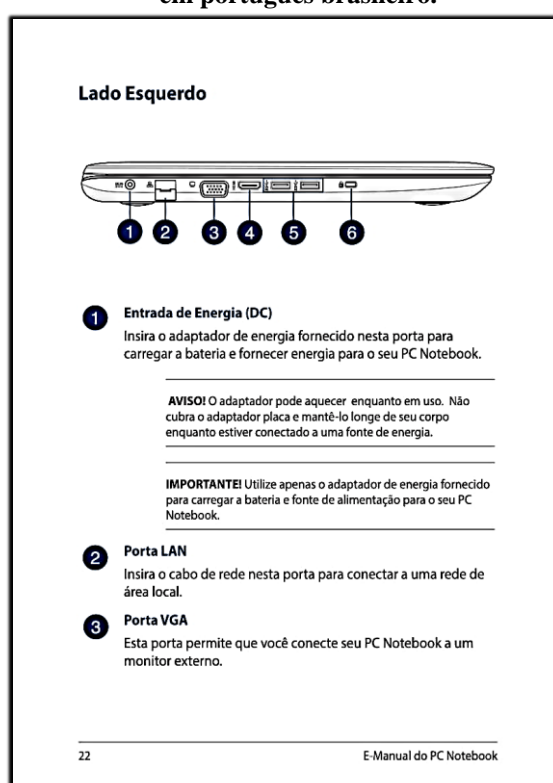 em português brasileiro.
Lado Esquerdo
1 2 3 4 5 6
1 Entrada de Energia (DC)
Insira o adaptador de energia fornecido nesta porta para
carregar a bateria e fornecer energia para o seu PC Notebook.
AVISO! O adaptador pode aquecer enquanto em uso. Não
cubra o adaptador placa e mantê-lo longe de seu corpo
enquanto estiver conectado a uma fonte de energia.
IMPORTANTE! Utilize apenas o adaptador de energia fornecido
para carregar a bateria e fonte de alimentação para o seu PC
Notebook.
2 Porta LAN
Insira o cabo de rede nesta porta para conectar a uma rede de
área local.
3 Porta VGA
Esta porta permite que você conecte seu PC Notebook a um
monitor externo.
22 E-Manual do PC Notebook